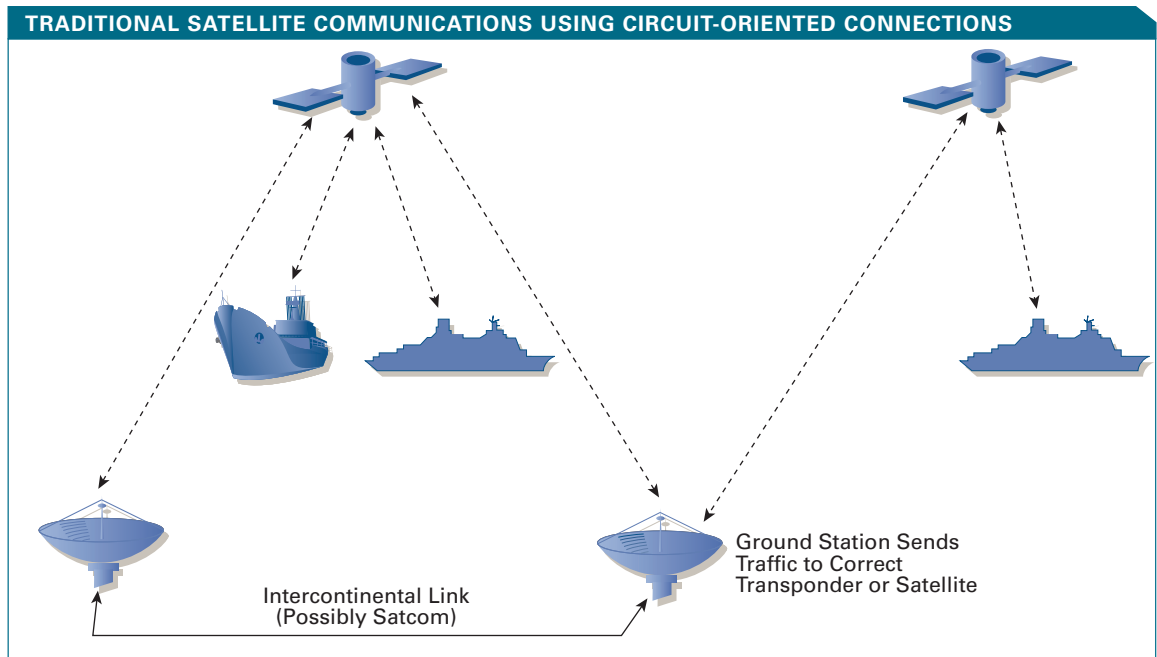 TRADITIONAL SATELLITE COMMUNICATIONS USING CIRCUIT-ORIENTED CONNECTIONS
Ground Station Sends
Traffic to Correct
Transponder or Satellite
Intercontinental Link
(Possibly Satcom)